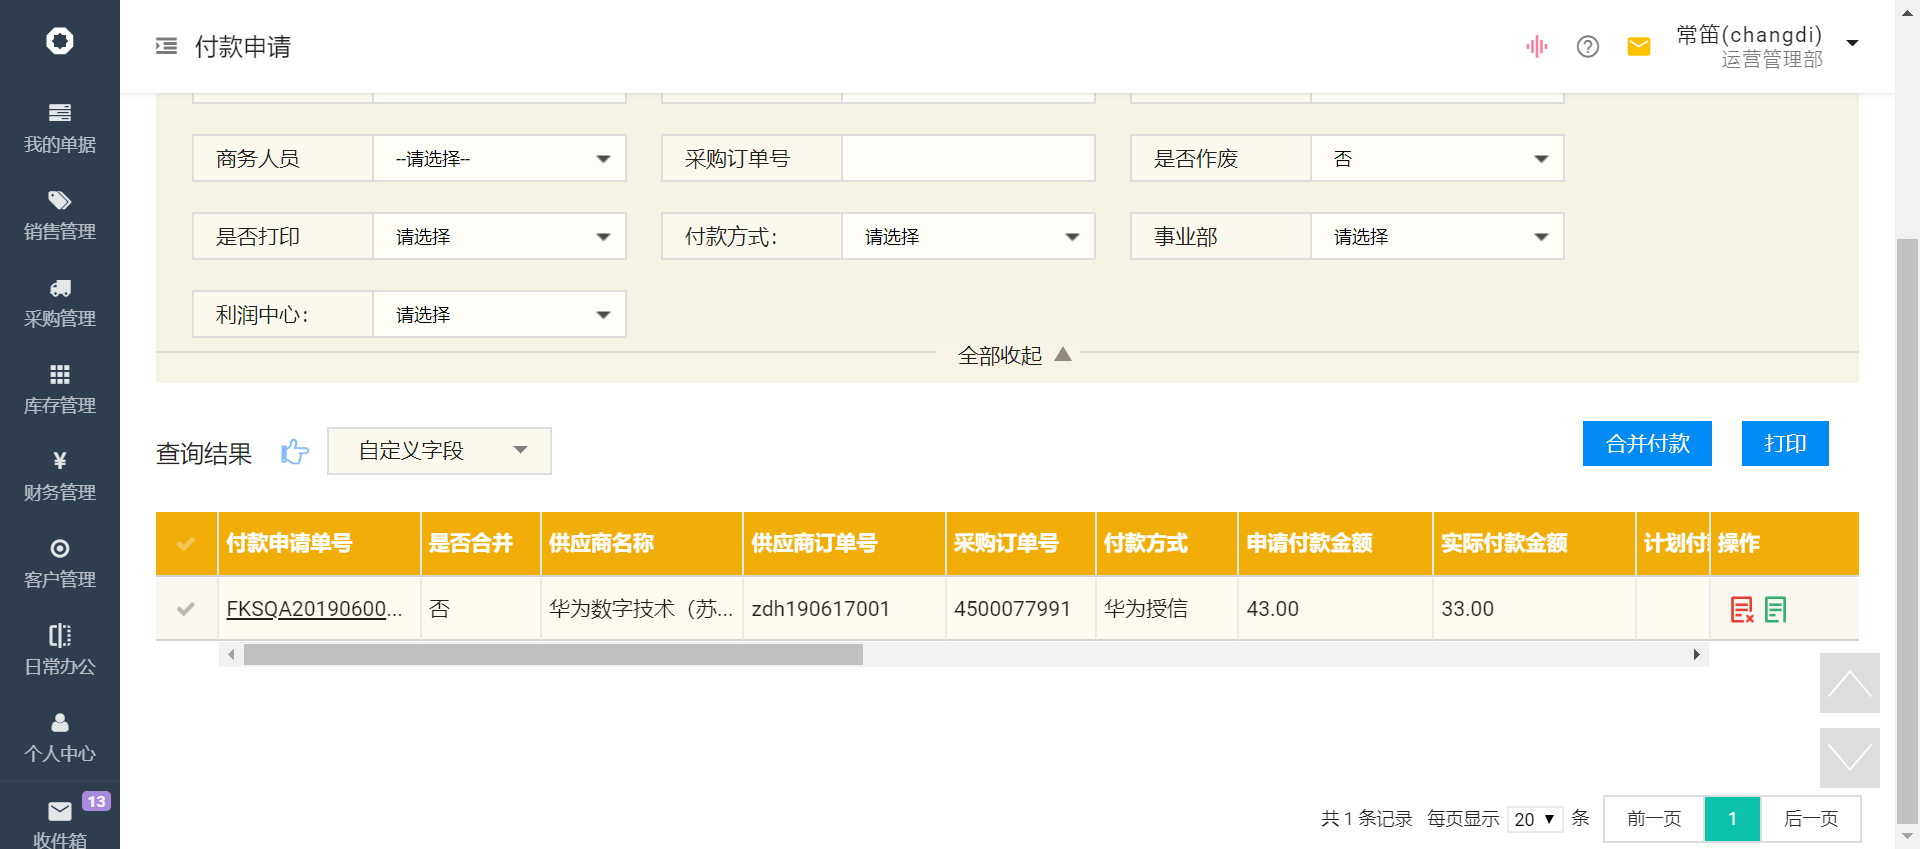 付款申请
常笛(changdi)
运营管理部
我的单据
销售管理
采购管理
库存管理
¥
财务管理
客户管理
日常办公
个人中心
13
收件箱
商务人员 --请选择-- 采购订单号 是否作废 否
是否打印 请选择 付款方式： 请选择 事业部 请选择
利润中心： 请选择
全部收起
查询结果 自定义字段 合并付款 打印
付款申请单号 是否合并 供应商名称 供应商订单号 采购订单号 付款方式 申请付款金额 实际付款金额 计划付 操作
FKSQA20190600... 否 华为数字技术（苏... zdh190617001 4500077991 华为授信 43.00 33.00
共 1 条记录 每页显示 20 条 前一页 1 后一页